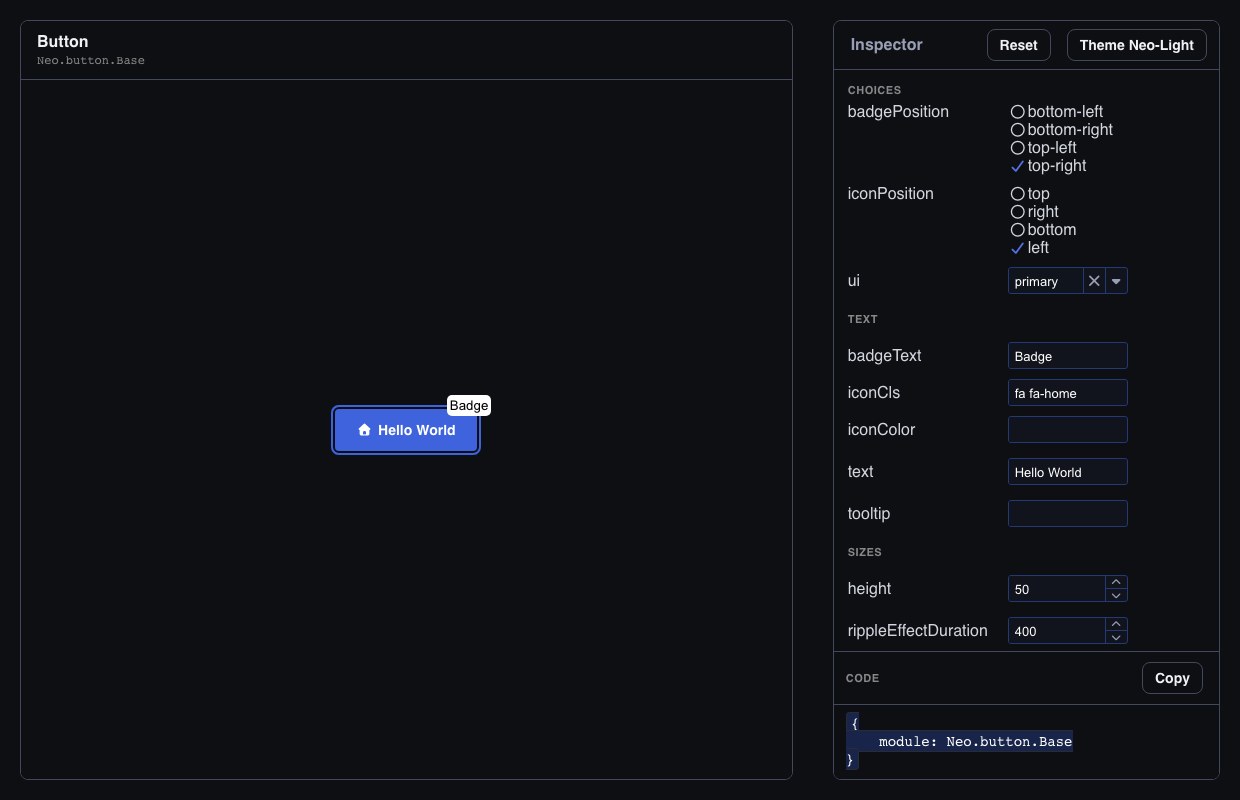 Button
Neo.button.Base
Badge
Hello World
Inspector
Reset
Theme Neo-Light
CHOICES
badgePosition
bottom-left
bottom-right
top-left
top-right
iconPosition
top
right
bottom
left
ui
primary
TEXT
badgeText
Badge
iconCls
fa fa-home
iconColor
text
Hello World
tooltip
SIZES
height
50
rippleEffectDuration
400
CODE
Copy
{
module: Neo.button.Base
}